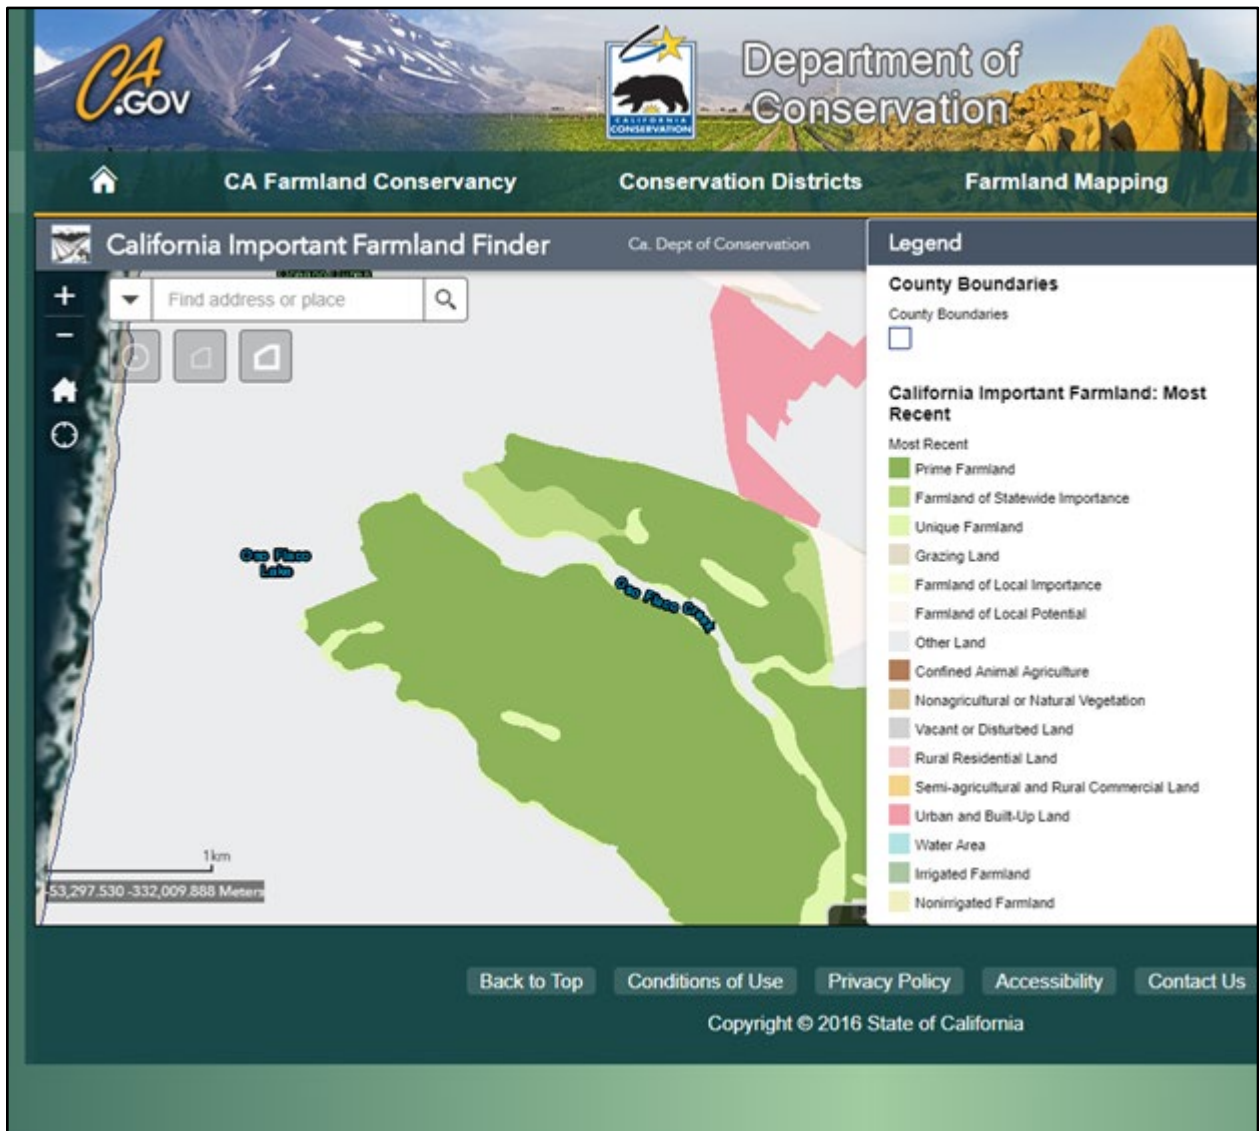 CA
.GOV
CALIFORNIA
CONSERVATION
Department of
Conservation
CA Farmland Conservancy
Conservation Districts
Farmland Mapping
California Important Farmland Finder
Ca. Dept of Conservation
Legend
+
Find address or place
−
County Boundaries
County Boundaries
California Important Farmland: Most
Recent
Most Recent
Prime Farmland
Farmland of Statewide Importance
Unique Farmland
Grazing Land
Farmland of Local Importance
Farmland of Local Potential
Other Land
Confined Animal Agriculture
Nonagricultural or Natural Vegetation
Vacant or Disturbed Land
Rural Residential Land
Semi-agricultural and Rural Commercial Land
Urban and Built-Up Land
Water Area
Irrigated Farmland
Nonirrigated Farmland
Oso Flaco
Lake
Oso Flaco Creek
1km
-53,297.530 -332,009.888 Meters
Back to Top
Conditions of Use
Privacy Policy
Accessibility
Contact Us
Copyright © 2016 State of California